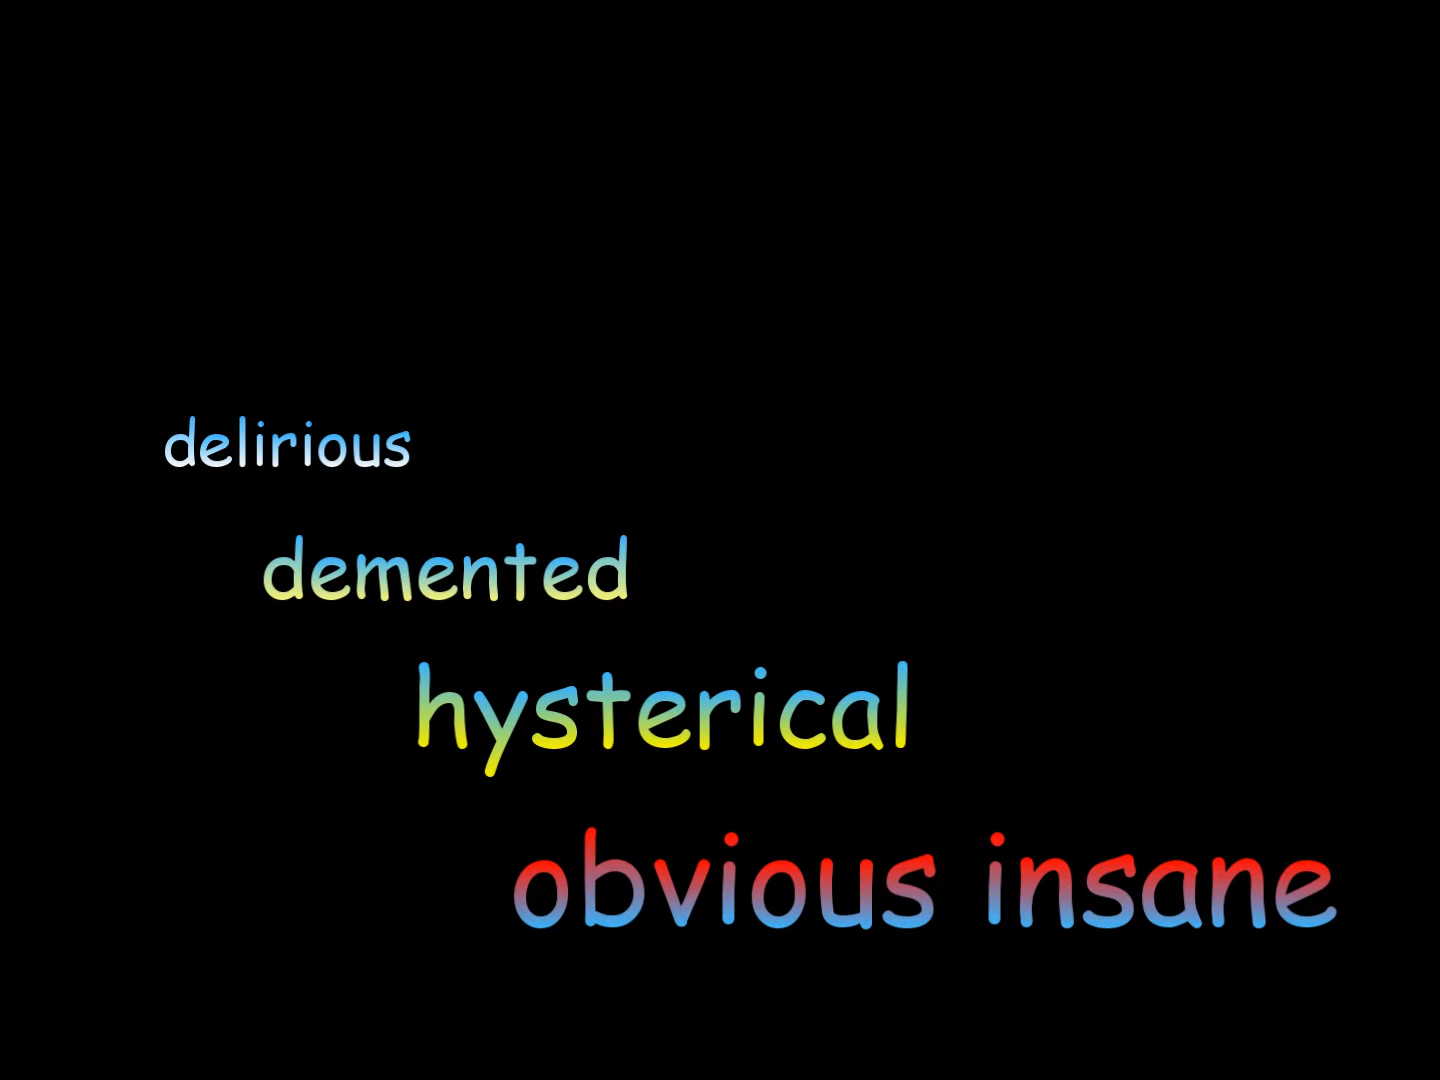 delirious
demented
hysterical
obvious insane